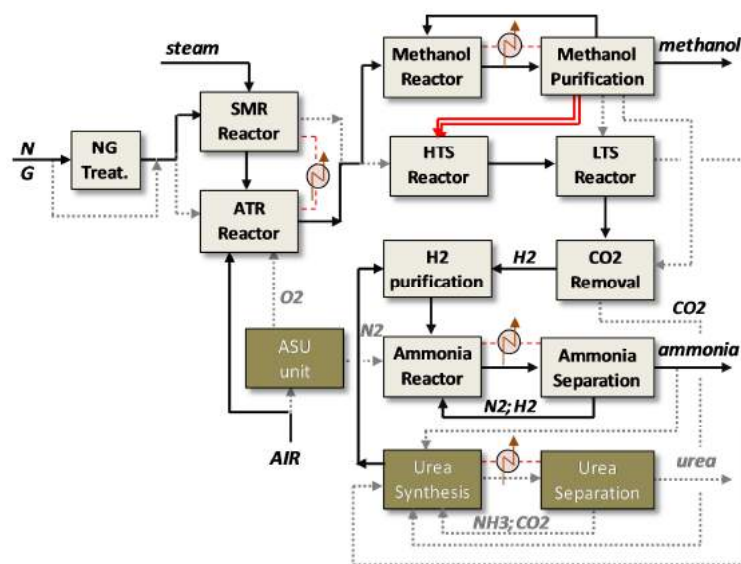 steam
Methanol
Reactor
Methanol
Purification
methanol
N
G
NG
Treat.
SMR
Reactor
HTS
Reactor
LTS
Reactor
ATR
Reactor
H2
purification
H2
CO2
Removal
O2
CO2
ASU
unit
N2
Ammonia
Reactor
Ammonia
Separation
ammonia
N2;H2
AIR
Urea
Synthesis
Urea
Separation
urea
NH3;CO2